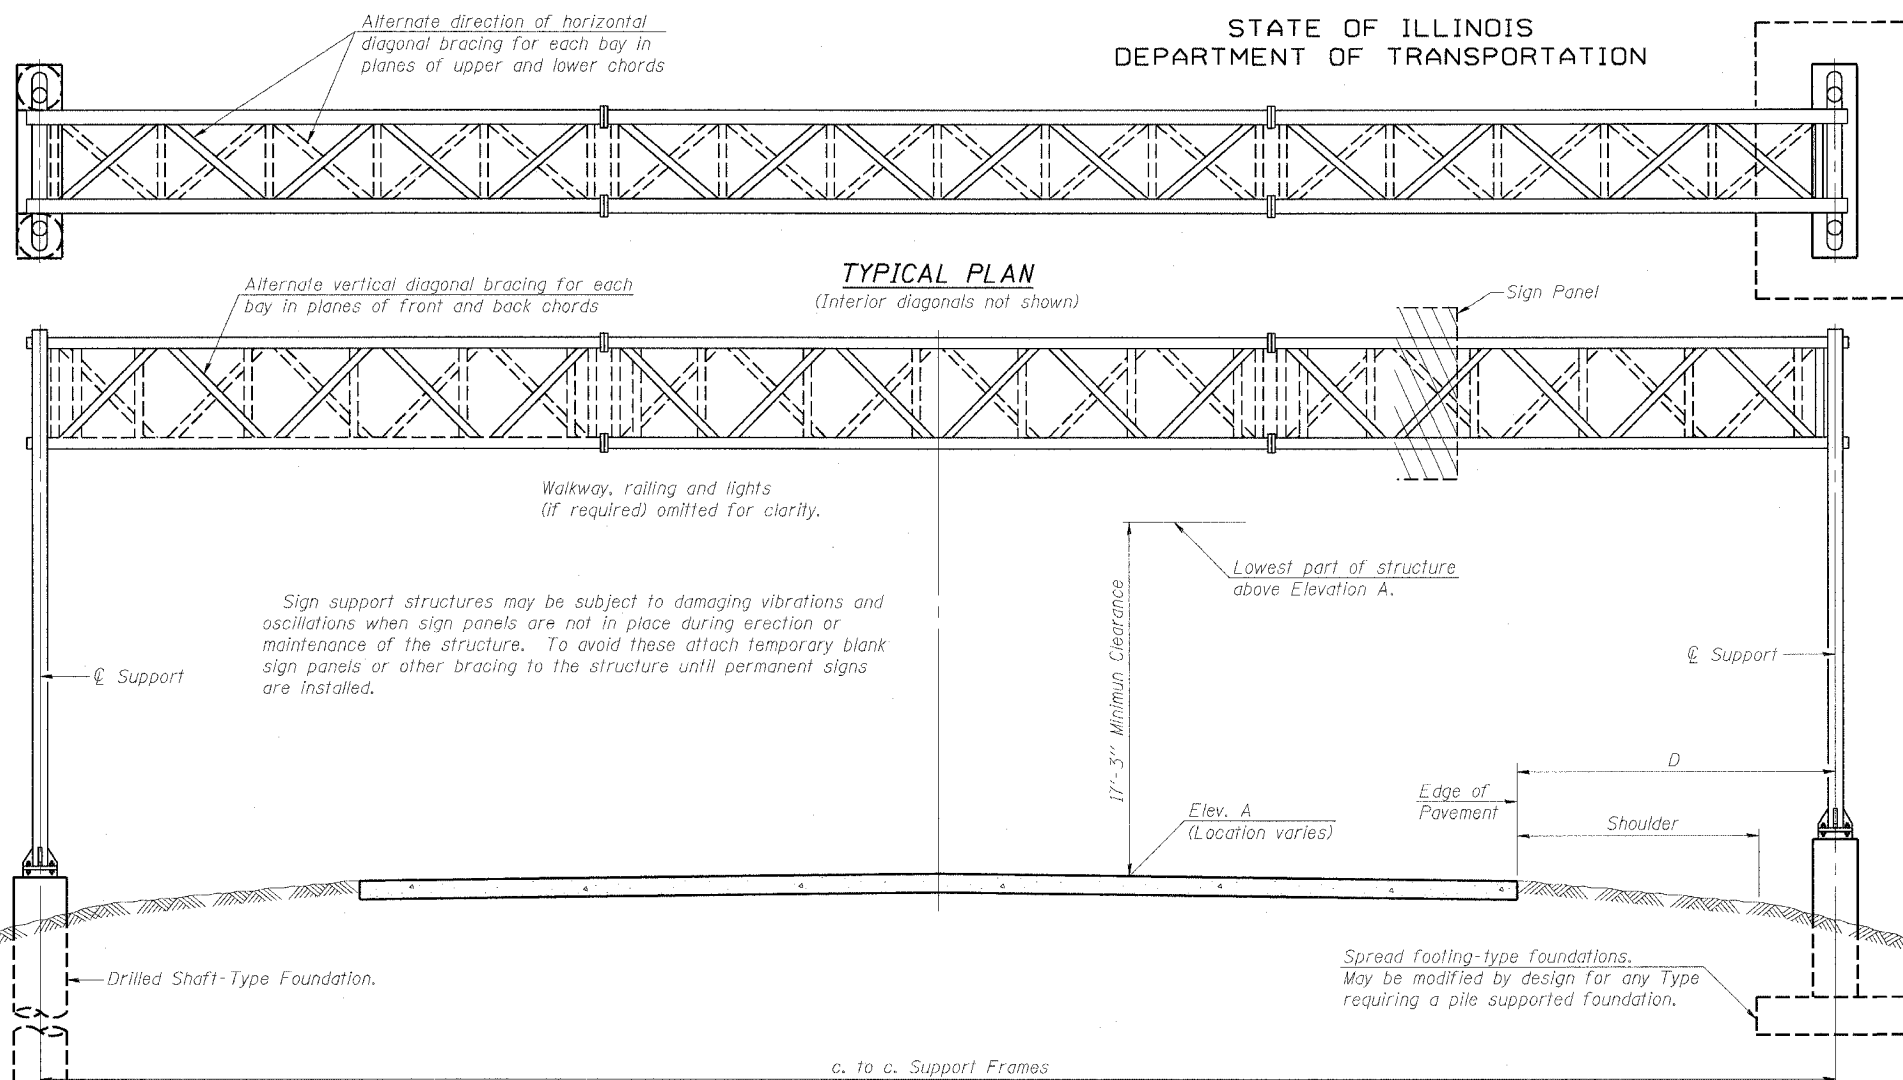 STATE OF ILLINOIS
DEPARTMENT OF TRANSPORTATION
Alternate direction of horizontal
diagonal bracing for each bay in
planes of upper and lower chords
TYPICAL PLAN
(Interior diagonals not shown)
Alternate vertical diagonal bracing for each
bay in planes of front and back chords
Sign Panel
Walkway, railing and lights
(if required) omitted for clarity.
Lowest part of structure
above Elevation A.
17'-3" Minimun Clearance
Sign support structures may be subject to damaging vibrations and
oscillations when sign panels are not in place during erection or
maintenance of the structure. To avoid these attach temporary blank
sign panels or other bracing to the structure until permanent signs
are installed.
℄ Support
℄ Support
D
Edge of
Pavement
Shoulder
Elev. A
(Location varies)
Drilled Shaft-Type Foundation.
Spread footing-type foundations.
May be modified by design for any Type
requiring a pile supported foundation.
c. to c. Support Frames